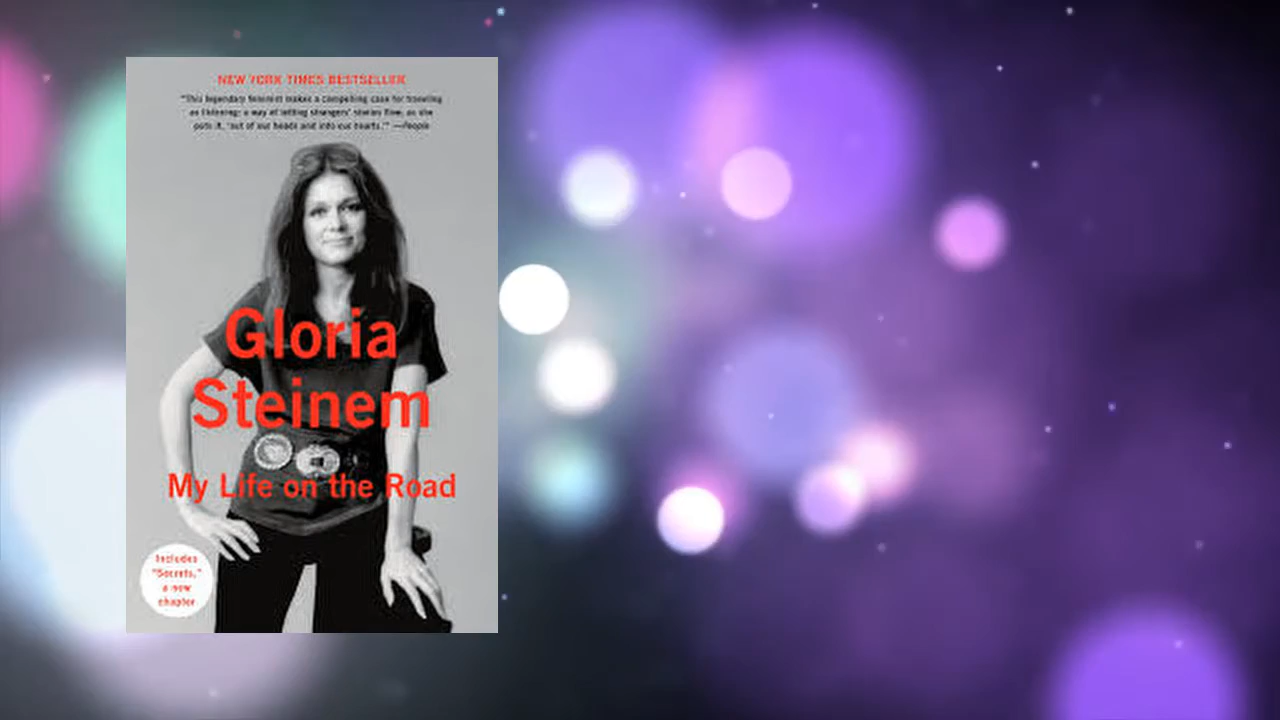 NEW YORK TIMES BESTSELLER
"This legendary feminist makes a compelling case for traveling
as listening: a way of letting strangers' stories flow, as she
puts it, 'out of our heads and into our hearts.'" —People
Gloria
Steinem
My Life on the Road
Includes
"Secrets,"
a new
chapter